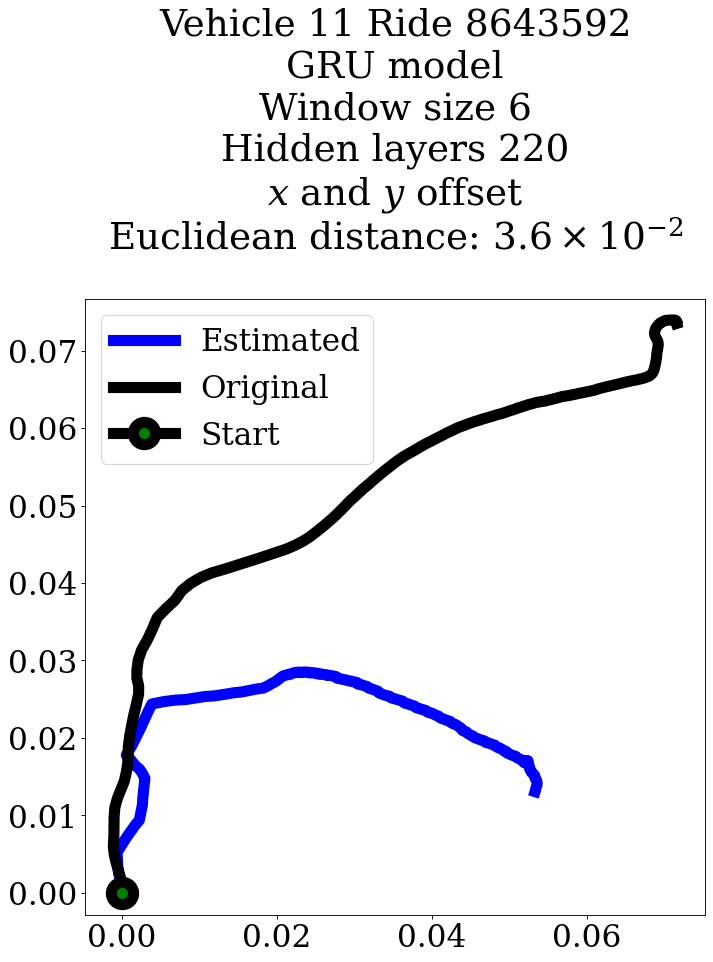 Vehicle 11 Ride 8643592
GRU model
Window size 6
Hidden layers 220
x and y offset
Euclidean distance: 3.6 × 10⁻²
Estimated
Original
Start
0.07
0.06
0.05
0.04
0.03
0.02
0.01
0.00
0.00 0.02 0.04 0.06